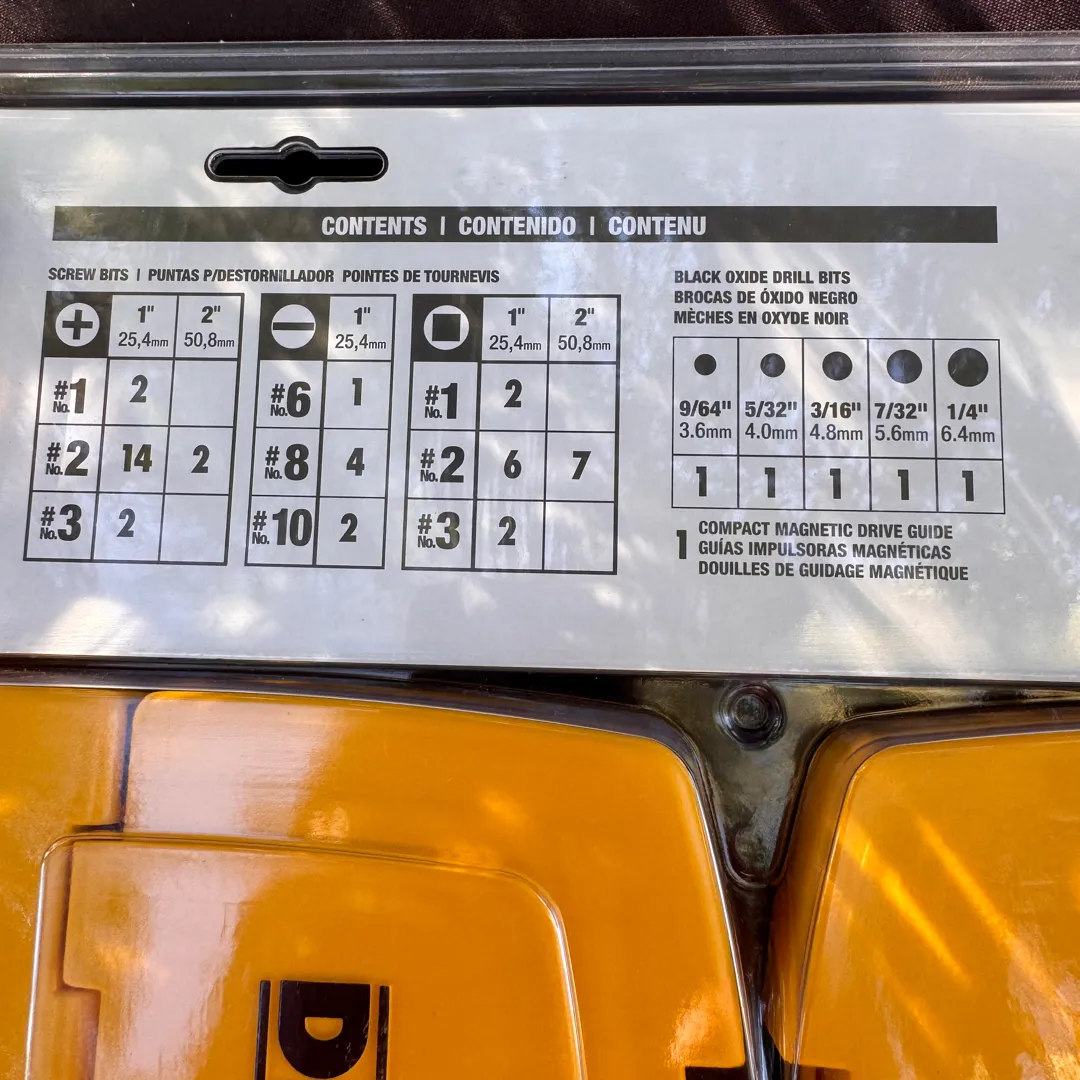 CONTENTS | CONTENIDO | CONTENU
SCREW BITS | PUNTAS P/DESTORNILLADOR POINTES DE TOURNEVIS
1" 2"
25,4mm 50,8mm
#No.1 2
#No.2 14 2
#No.3 2
1"
25,4mm
#No.6 1
#No.8 4
#No.10 2
1" 2"
25,4mm 50,8mm
#No.1 2
#No.2 6 7
#No.3 2
BLACK OXIDE DRILL BITS
BROCAS DE ÓXIDO NEGRO
MÈCHES EN OXYDE NOIR
9/64" 5/32" 3/16" 7/32" 1/4"
3.6mm 4.0mm 4.8mm 5.6mm 6.4mm
1 1 1 1 1
1 COMPACT MAGNETIC DRIVE GUIDE
GUÍAS IMPULSORAS MAGNÉTICAS
DOUILLES DE GUIDAGE MAGNÉTIQUE